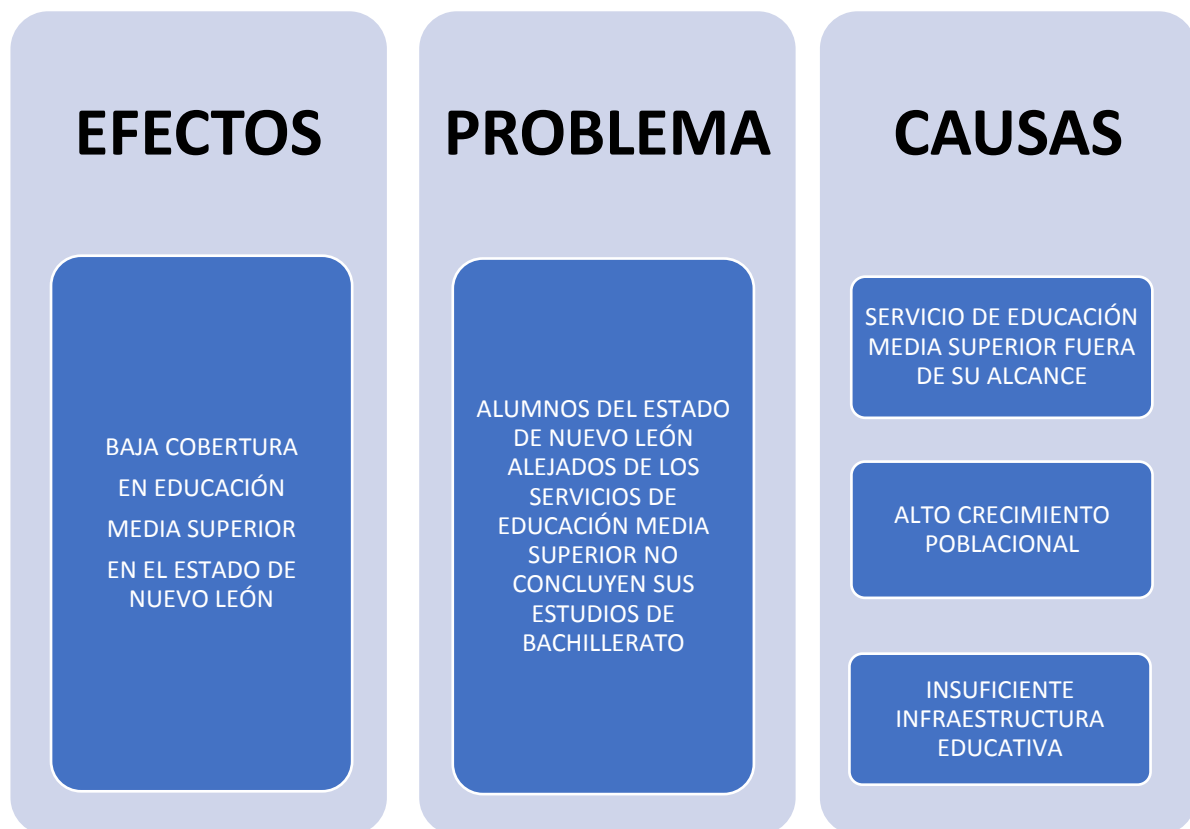 EFECTOS
BAJA COBERTURA
EN EDUCACIÓN
MEDIA SUPERIOR
EN EL ESTADO DE
NUEVO LEÓN
PROBLEMA
ALUMNOS DEL ESTADO
DE NUEVO LEÓN
ALEJADOS DE LOS
SERVICIOS DE
EDUCACIÓN MEDIA
SUPERIOR NO
CONCLUYEN SUS
ESTUDIOS DE
BACHILLERATO
CAUSAS
SERVICIO DE EDUCACIÓN
MEDIA SUPERIOR FUERA
DE SU ALCANCE
ALTO CRECIMIENTO
POBLACIONAL
INSUFICIENTE
INFRAESTRUCTURA
EDUCATIVA